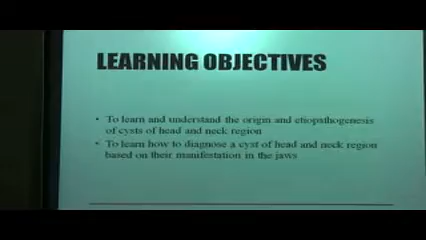 LEARNING OBJECTIVES
• To learn and understand the origin and etiopathogenesis
of cysts of head and neck region
• To learn how to diagnose a cyst of head and neck region
based on their manifestation in the jaws